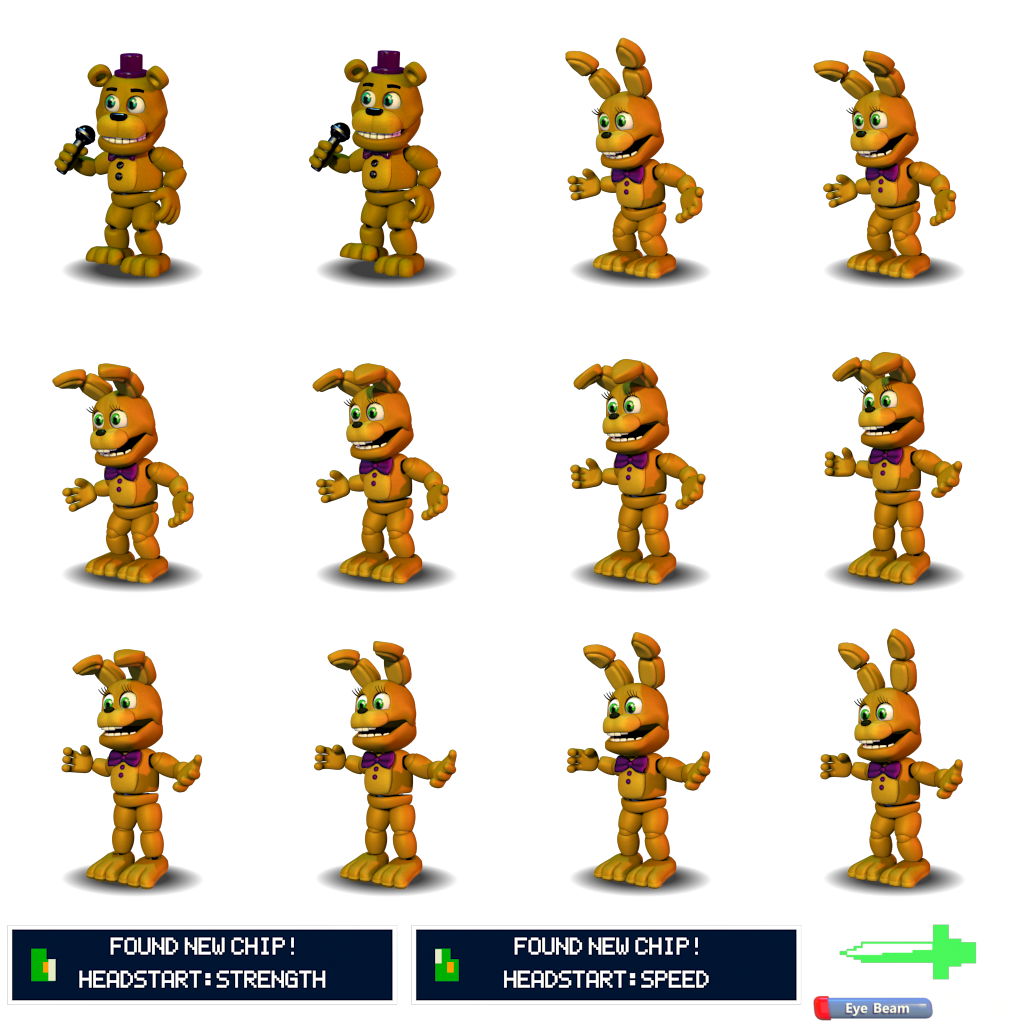 FOUND NEW CHIP!
HEADSTART:STRENGTH
FOUND NEW CHIP!
HEADSTART:SPEED
Eye Beam